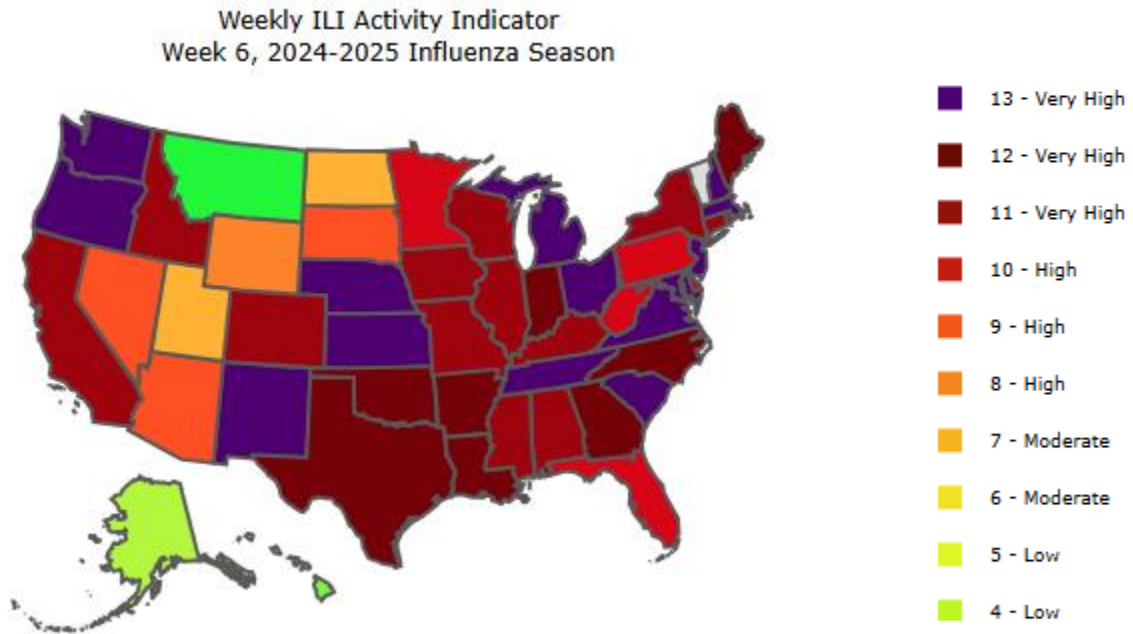 Weekly ILI Activity Indicator
Week 6, 2024-2025 Influenza Season
13 - Very High
12 - Very High
11 - Very High
10 - High
9 - High
8 - High
7 - Moderate
6 - Moderate
5 - Low
4 - Low